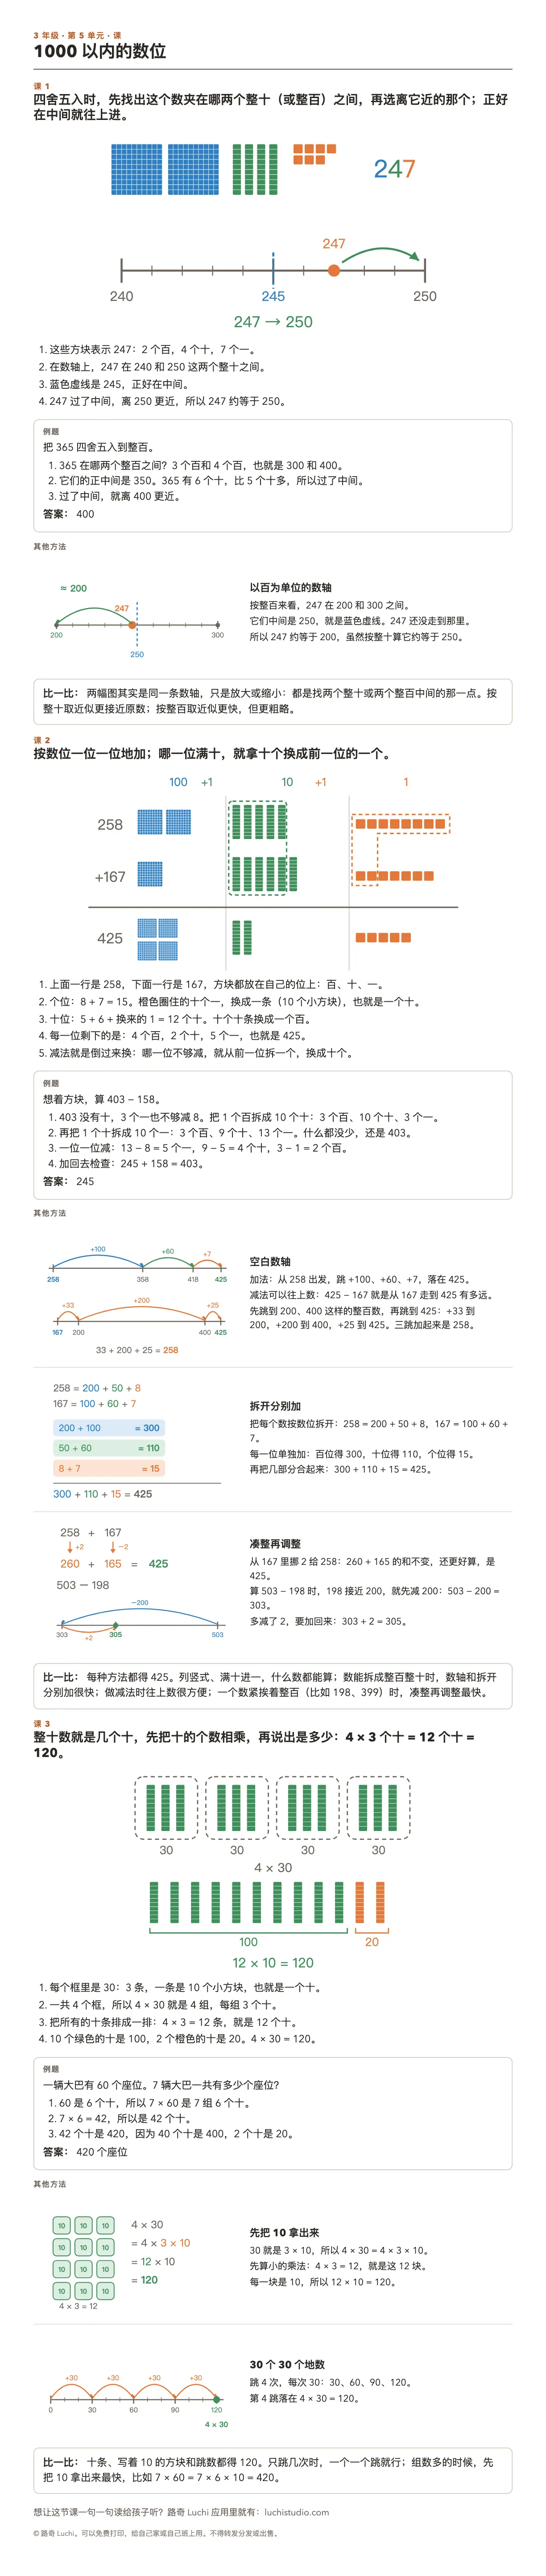 3 年级 · 第 5 单元 · 课
1000 以内的数位
课 1
四舍五入时，先找出这个数夹在哪两个整十（或整百）之间，再选离它近的那个；正好
在中间就往上进。
247
247
240
245
250
247 → 250
1. 这些方块表示 247：2 个百，4 个十，7 个一。
2. 在数轴上，247 在 240 和 250 这两个整十之间。
3. 蓝色虚线是 245，正好在中间。
4. 247 过了中间，离 250 更近，所以 247 约等于 250。
例题
把 365 四舍五入到整百。
1. 365 在哪两个整百之间？3 个百和 4 个百，也就是 300 和 400。
2. 它们的正中间是 350。365 有 6 个十，比 5 个十多，所以过了中间。
3. 过了中间，就离 400 更近。
答案： 400
其他方法
≈ 200
247
200
300
250
以百为单位的数轴
按整百来看，247 在 200 和 300 之间。
它们中间是 250，就是蓝色虚线。247 还没走到那里。
所以 247 约等于 200，虽然按整十算它约等于 250。
比一比： 两幅图其实是同一条数轴，只是放大或缩小：都是找两个整十或两个整百中间的那一点。按
整十取近似更接近原数；按整百取近似更快，但更粗略。
课 2
按数位一位一位地加；哪一位满十，就拿十个换成前一位的一个。
100 +1 10 +1 1
258
+167
425
1. 上面一行是 258，下面一行是 167，方块都放在自己的位上：百、十、一。
2. 个位：8 + 7 = 15。橙色圈住的十个一，换成一条（10 个小方块），也就是一个十。
3. 十位：5 + 6 + 换来的 1 = 12 个十。十个十条换成一个百。
4. 每一位剩下的是：4 个百，2 个十，5 个一，也就是 425。
5. 减法就是倒过来换：哪一位不够减，就从前一位拆一个，换成十个。
例题
想着方块，算 403 − 158。
1. 403 没有十，3 个一也不够减 8。把 1 个百拆成 10 个十：3 个百、10 个十、3 个一。
2. 再把 1 个十拆成 10 个一：3 个百、9 个十、13 个一。什么都没少，还是 403。
3. 一位一位减：13 − 8 = 5 个一，9 − 5 = 4 个十，3 − 1 = 2 个百。
4. 加回去检查：245 + 158 = 403。
答案： 245
其他方法
+100
+60
+7
258
358
418
425
+33
+200
+25
167
200
400
425
33 + 200 + 25 = 258
空白数轴
加法：从 258 出发，跳 +100、+60、+7，落在 425。
减法可以往上数：425 − 167 就是从 167 走到 425 有多远。
先跳到 200、400 这样的整百数，再跳到 425：+33 到
200，+200 到 400，+25 到 425。三跳加起来是 258。
258 = 200 + 50 + 8
167 = 100 + 60 + 7
200 + 100 = 300
50 + 60 = 110
8 + 7 = 15
300 + 110 + 15 = 425
拆开分别加
把每个数按数位拆开：258 = 200 + 50 + 8，167 = 100 + 60 +
7。
每一位单独加：百位得 300，十位得 110，个位得 15。
再把几部分合起来：300 + 110 + 15 = 425。
258 + 167
+2 −2
260 + 165 = 425
503 − 198
−200
303
+2
305
503
凑整再调整
从 167 里挪 2 给 258：260 + 165 的和不变，还更好算，是
425。
算 503 − 198 时，198 接近 200，就先减 200：503 − 200 =
303。
多减了 2，要加回来：303 + 2 = 305。
比一比： 每种方法都得 425。列竖式、满十进一，什么数都能算；数能拆成整百整十时，数轴和拆开
分别加很快；做减法时往上数很方便；一个数紧挨着整百（比如 198、399）时，凑整再调整最快。
课 3
整十数就是几个十，先把十的个数相乘，再说出是多少：4 × 3 个十 = 12 个十 =
120。
30 30 30 30
4 × 30
100
20
12 × 10 = 120
1. 每个框里是 30：3 条，一条是 10 个小方块，也就是一个十。
2. 一共 4 个框，所以 4 × 30 就是 4 组，每组 3 个十。
3. 把所有的十条排成一排：4 × 3 = 12 条，就是 12 个十。
4. 10 个绿色的十是 100，2 个橙色的十是 20。4 × 30 = 120。
例题
一辆大巴有 60 个座位。7 辆大巴一共有多少个座位？
1. 60 是 6 个十，所以 7 × 60 是 7 组 6 个十。
2. 7 × 6 = 42，所以是 42 个十。
3. 42 个十是 420，因为 40 个十是 400，2 个十是 20。
答案： 420 个座位
其他方法
10 10 10
10 10 10
10 10 10
10 10 10
4 × 3 = 12
4 × 30
= 4 × 3 × 10
= 12 × 10
= 120
先把 10 拿出来
30 就是 3 × 10，所以 4 × 30 = 4 × 3 × 10。
先算小的乘法：4 × 3 = 12，就是这 12 块。
每一块是 10，所以 12 × 10 = 120。
+30 +30 +30 +30
0 30 60 90 120
4 × 30
30 个 30 个地数
跳 4 次，每次 30：30、60、90、120。
第 4 跳落在 4 × 30 = 120。
比一比： 十条、写着 10 的方块和跳数都得 120。只跳几次时，一个一个跳就行；组数多的时候，先
把 10 拿出来最快，比如 7 × 60 = 7 × 6 × 10 = 420。
想让这节课一句一句读给孩子听？路奇 Luchi 应用里就有：luchistudio.com
© 路奇 Luchi。可以免费打印，给自己家或自己班上用。不得转发分发或出售。